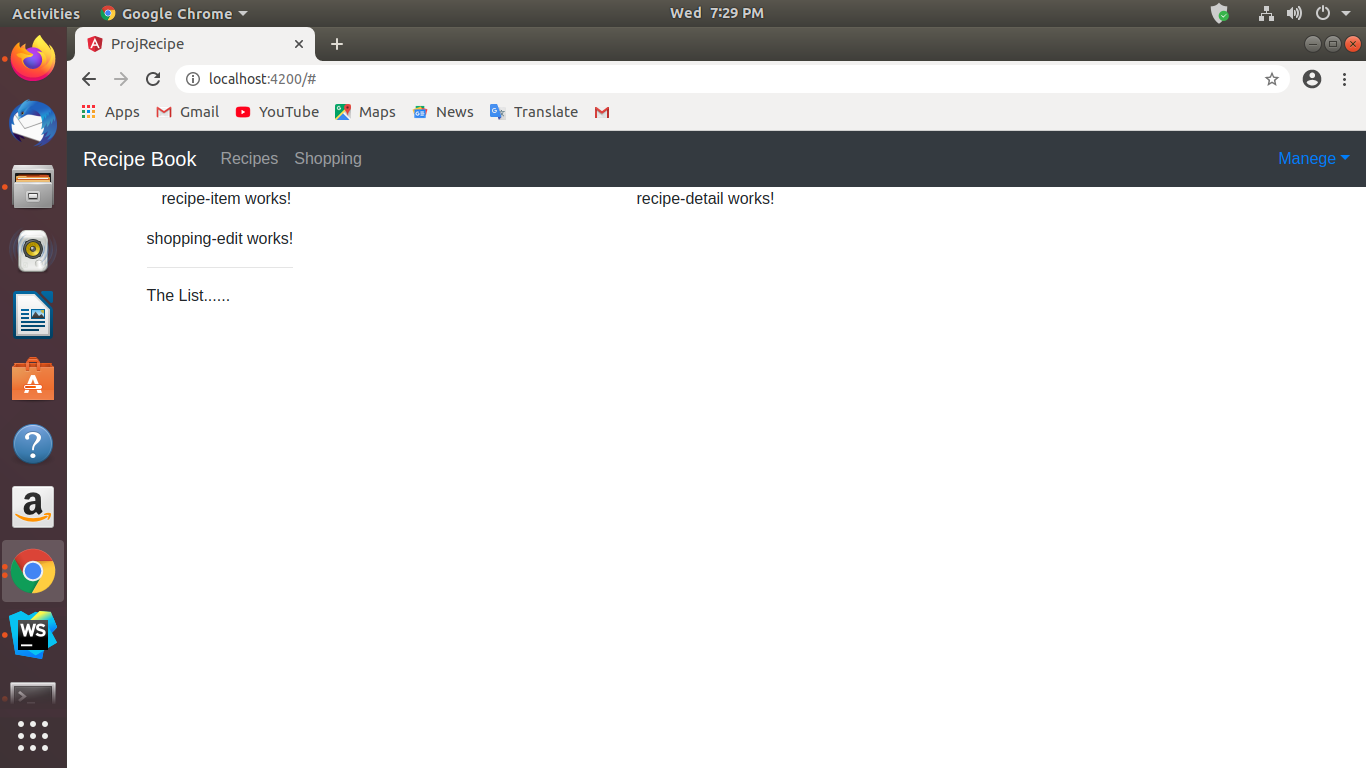 Activities Google Chrome Wed 7:29 PM
ProjRecipe
localhost:4200/#
Apps Gmail YouTube Maps News Translate
Recipe Book Recipes Shopping Manege
recipe-item works! recipe-detail works!
shopping-edit works!
The List......
A
?
a
WS